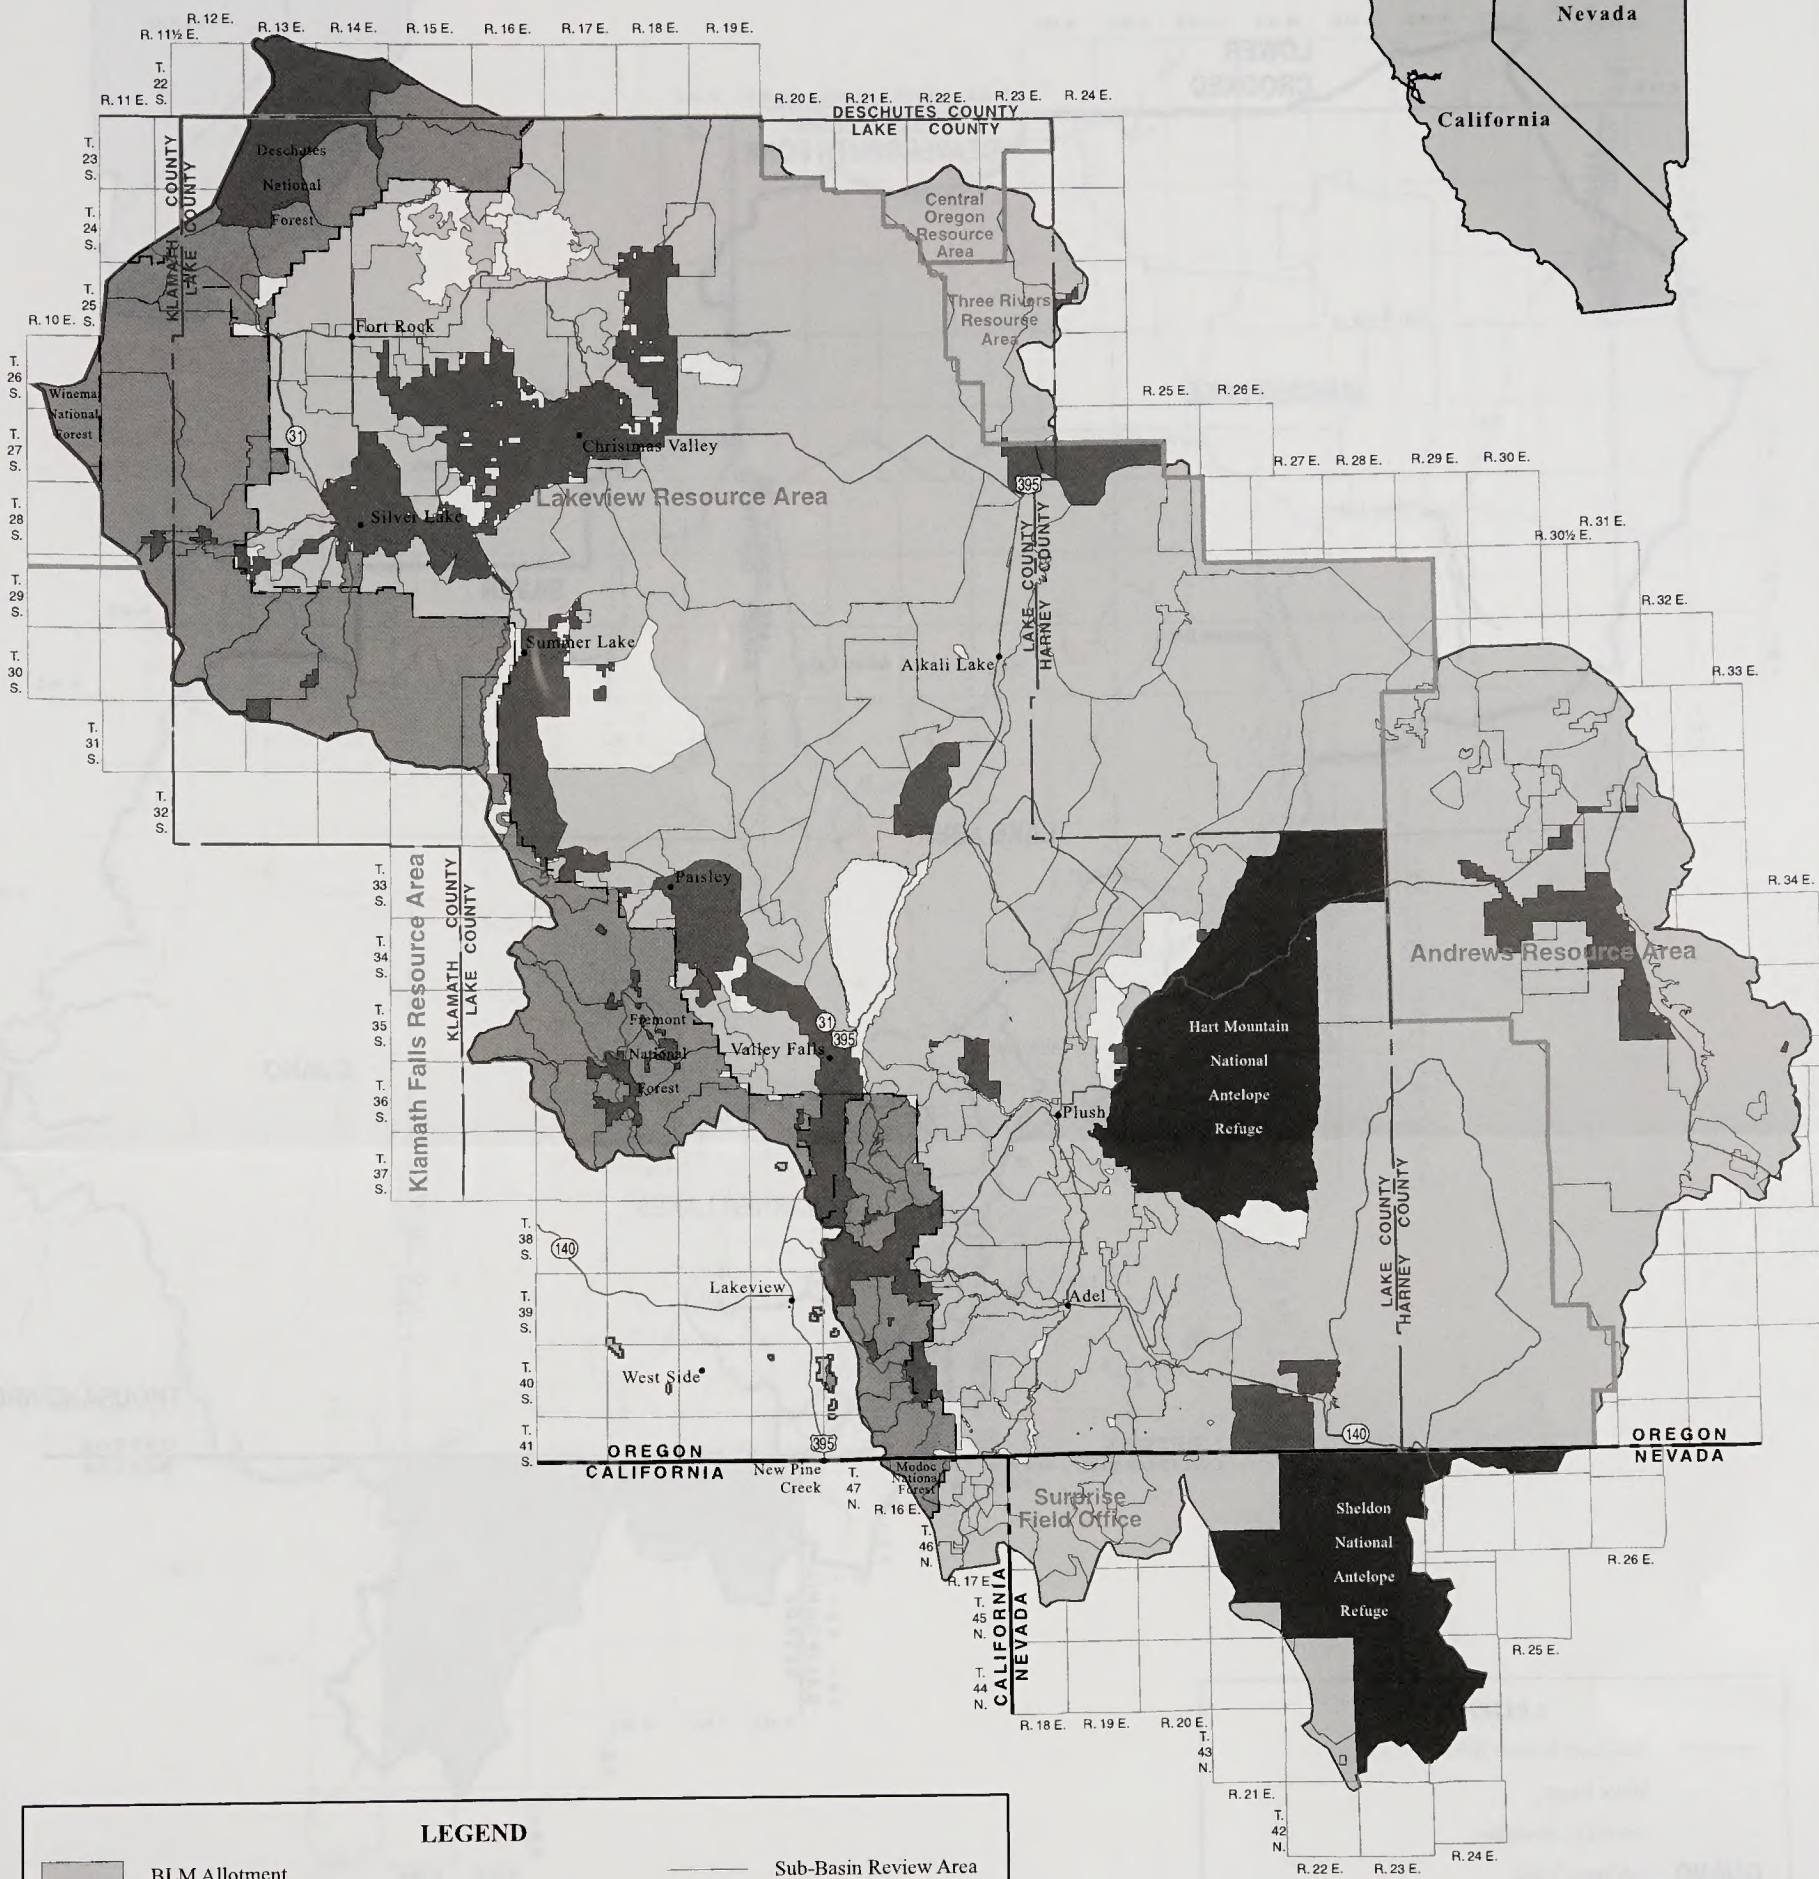 Nevada
California
R. 12 E.
R. 11½ E.
R. 13 E.
R. 14 E.
R. 15 E.
R. 16 E.
R. 17 E.
R. 18 E.
R. 19 E.
T.
22
S.
R. 11 E.
R. 20 E.
R. 21 E.
R. 22 E.
R. 23 E.
R. 24 E.
DESCHUTES COUNTY
LAKE COUNTY
T.
23
S.
KLAMATH COUNTY
LAKE COUNTY
Deschutes
National
Forest
T.
24
S.
Central
Oregon
Resource
Area
T.
25
S.
R. 10 E.
Three Rivers
Resourse
Area
Fort Rock
T.
26
S.
Winema
National
Forest
R. 25 E.
R. 26 E.
T.
27
S.
31
Christmas Valley
R. 27 E.
R. 28 E.
R. 29 E.
R. 30 E.
395
Lakeview Resource Area
T.
28
S.
Silver Lake
LAKE COUNTY
HARNEY COUNTY
R. 31 E.
R. 30½ E.
T.
29
S.
R. 32 E.
Summer Lake
T.
30
S.
Alkali Lake
R. 33 E.
T.
31
S.
T.
32
S.
Klamath Falls Resource Area
KLAMATH COUNTY
LAKE COUNTY
T.
33
S.
Paisley
R. 34 E.
T.
34
S.
Andrews Resource Area
T.
35
S.
Fremont
National
Forest
31
395
Valley Falls
Hart Mountain
National
Antelope
Refuge
T.
36
S.
Plush
T.
37
S.
LAKE COUNTY
HARNEY COUNTY
T.
38
S.
140
Lakeview
T.
39
S.
Adel
T.
40
S.
West Side
T.
41
S.
395
140
OREGON
CALIFORNIA
OREGON
NEVADA
New Pine
Creek
T.
47
N.
Modoc
National
Forest
R. 16 E.
Surprise
Field Office
Sheldon
National
Antelope
Refuge
T.
46
N.
R. 26 E.
R. 17 E.
CALIFORNIA
NEVADA
T.
45
N.
R. 25 E.
T.
44
N.
R. 18 E.
R. 19 E.
R. 20 E.
T.
43
N.
R. 21 E.
T.
42
N.
R. 22 E.
R. 23 E.
R. 24 E.
LEGEND
BLM Allotment
Sub-Basin Review Area